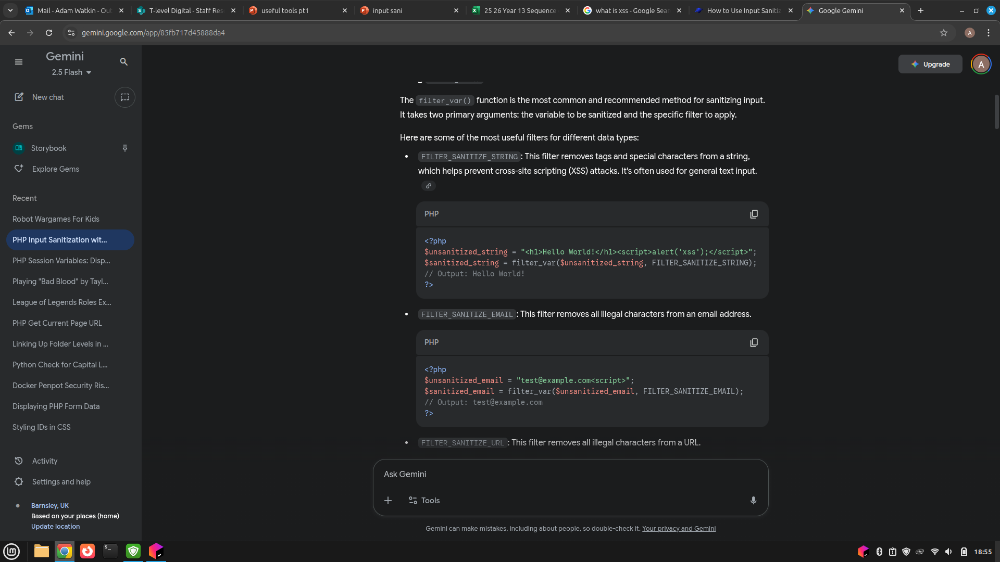 Mail - Adam Watkin - Out
T-level Digital - Staff Res
useful tools pt1
input sani
25 26 Year 13 Sequence
what is xss - Google Sear
How to Use Input Sanitiz
Google Gemini
gemini.google.com/app/85fb717d45888da4
A
Gemini
2.5 Flash
New chat
Gems
Storybook
Explore Gems
Recent
Robot Wargames For Kids
PHP Input Sanitization wit...
PHP Session Variables: Disp...
Playing "Bad Blood" by Tayl...
League of Legends Roles Ex...
PHP Get Current Page URL
Linking Up Folder Levels in ...
Python Check for Capital L...
Docker Penpot Security Ris...
Displaying PHP Form Data
Styling IDs in CSS
Activity
Settings and help
Barnsley, UK
Based on your places (home)
Update location
Upgrade
A
The filter_var() function is the most common and recommended method for sanitizing input.
It takes two primary arguments: the variable to be sanitized and the specific filter to apply.
Here are some of the most useful filters for different data types:
• FILTER_SANITIZE_STRING: This filter removes tags and special characters from a string,
which helps prevent cross-site scripting (XSS) attacks. It's often used for general text input.
PHP
<?php
$unsanitized_string = "<h1>Hello World!</h1><script>alert('xss');</script>";
$sanitized_string = filter_var($unsanitized_string, FILTER_SANITIZE_STRING);
// Output: Hello World!
?>
• FILTER_SANITIZE_EMAIL: This filter removes all illegal characters from an email address.
PHP
<?php
$unsanitized_email = "test@example.com<script>";
$sanitized_email = filter_var($unsanitized_email, FILTER_SANITIZE_EMAIL);
// Output: test@example.com
?>
• FILTER_SANITIZE_URL: This filter removes all illegal characters from a URL.
Ask Gemini
Tools
Gemini can make mistakes, including about people, so double-check it. Your privacy and Gemini
18:55